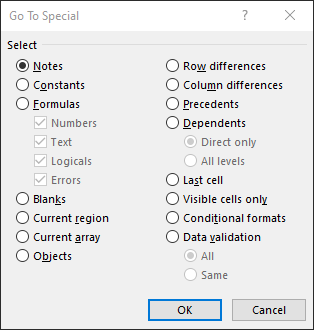 Go To Special
?
Select
Notes
Constants
Formulas
Numbers
Text
Logicals
Errors
Blanks
Current region
Current array
Objects
Row differences
Column differences
Precedents
Dependents
Direct only
All levels
Last cell
Visible cells only
Conditional formats
Data validation
All
Same
OK
Cancel